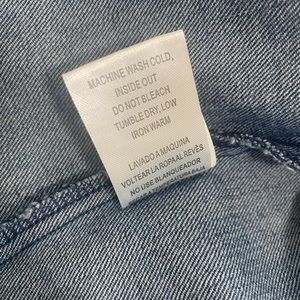 MACHINE WASH COLD,
INSIDE OUT
DO NOT BLEACH
TUMBLE DRY, LOW
IRON WARM
LAVADO A MAQUINA
VOLTEAR LA ROPA AL REVÉS
NO USE BLANQUEADOR
BAJA